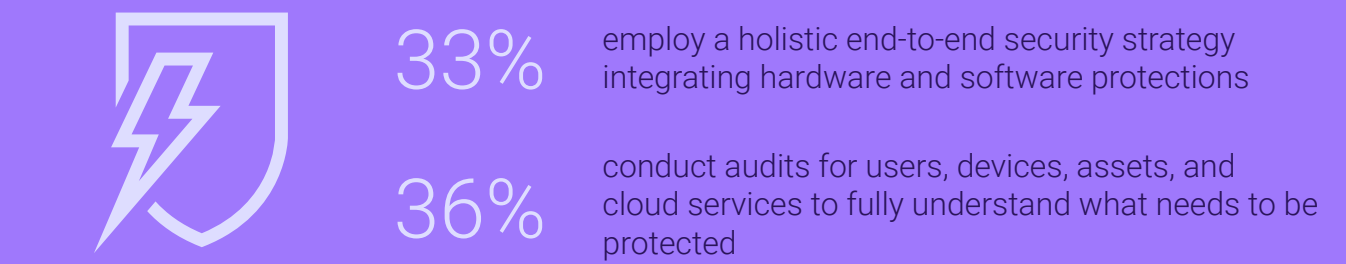 33%
employ a holistic end-to-end security strategy
integrating hardware and software protections
36%
conduct audits for users, devices, assets, and
cloud services to fully understand what needs to be
protected